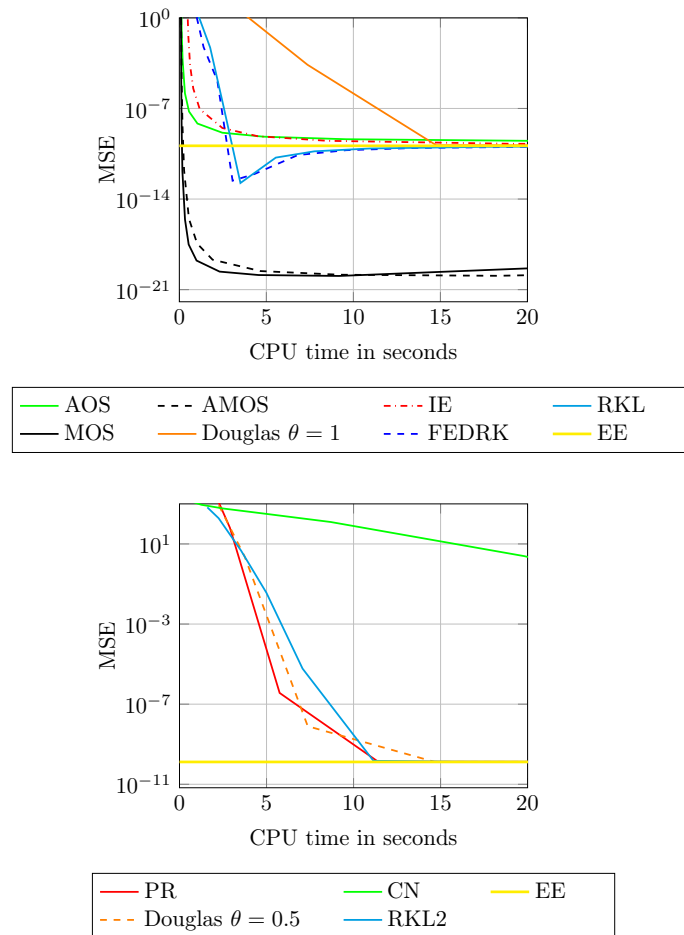 10^0
10^{-7}
10^{-14}
10^{-21}
MSE
0 5 10 15 20
CPU time in seconds
AOS AMOS IE RKL
MOS Douglas θ = 1 FEDRK EE
10^1
10^{-3}
10^{-7}
10^{-11}
MSE
0 5 10 15 20
CPU time in seconds
PR CN EE
Douglas θ = 0.5 RKL2